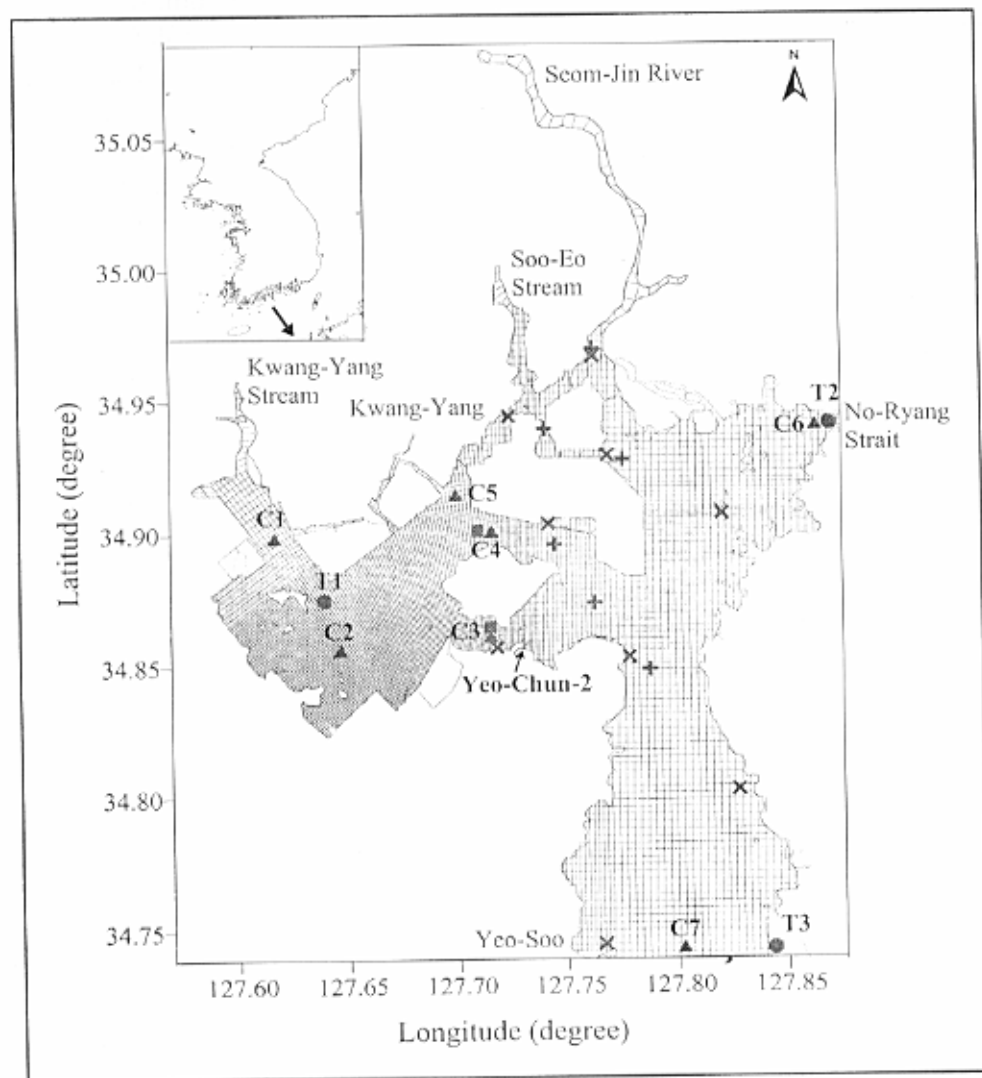 N
Seom-Jin River
35.05
Soo-Eo
Stream
35.00
Kwang-Yang
Stream
Kwang-Yang
34.95
T2
C6
No-Ryang
Strait
C5
C1
C4
34.90
T1
C3
C2
34.85
Yeo-Chun-2
34.80
C7
T3
Yeo-Soo
34.75
127.60
127.65
127.70
127.75
127.80
127.85
Latitude (degree)
Longitude (degree)